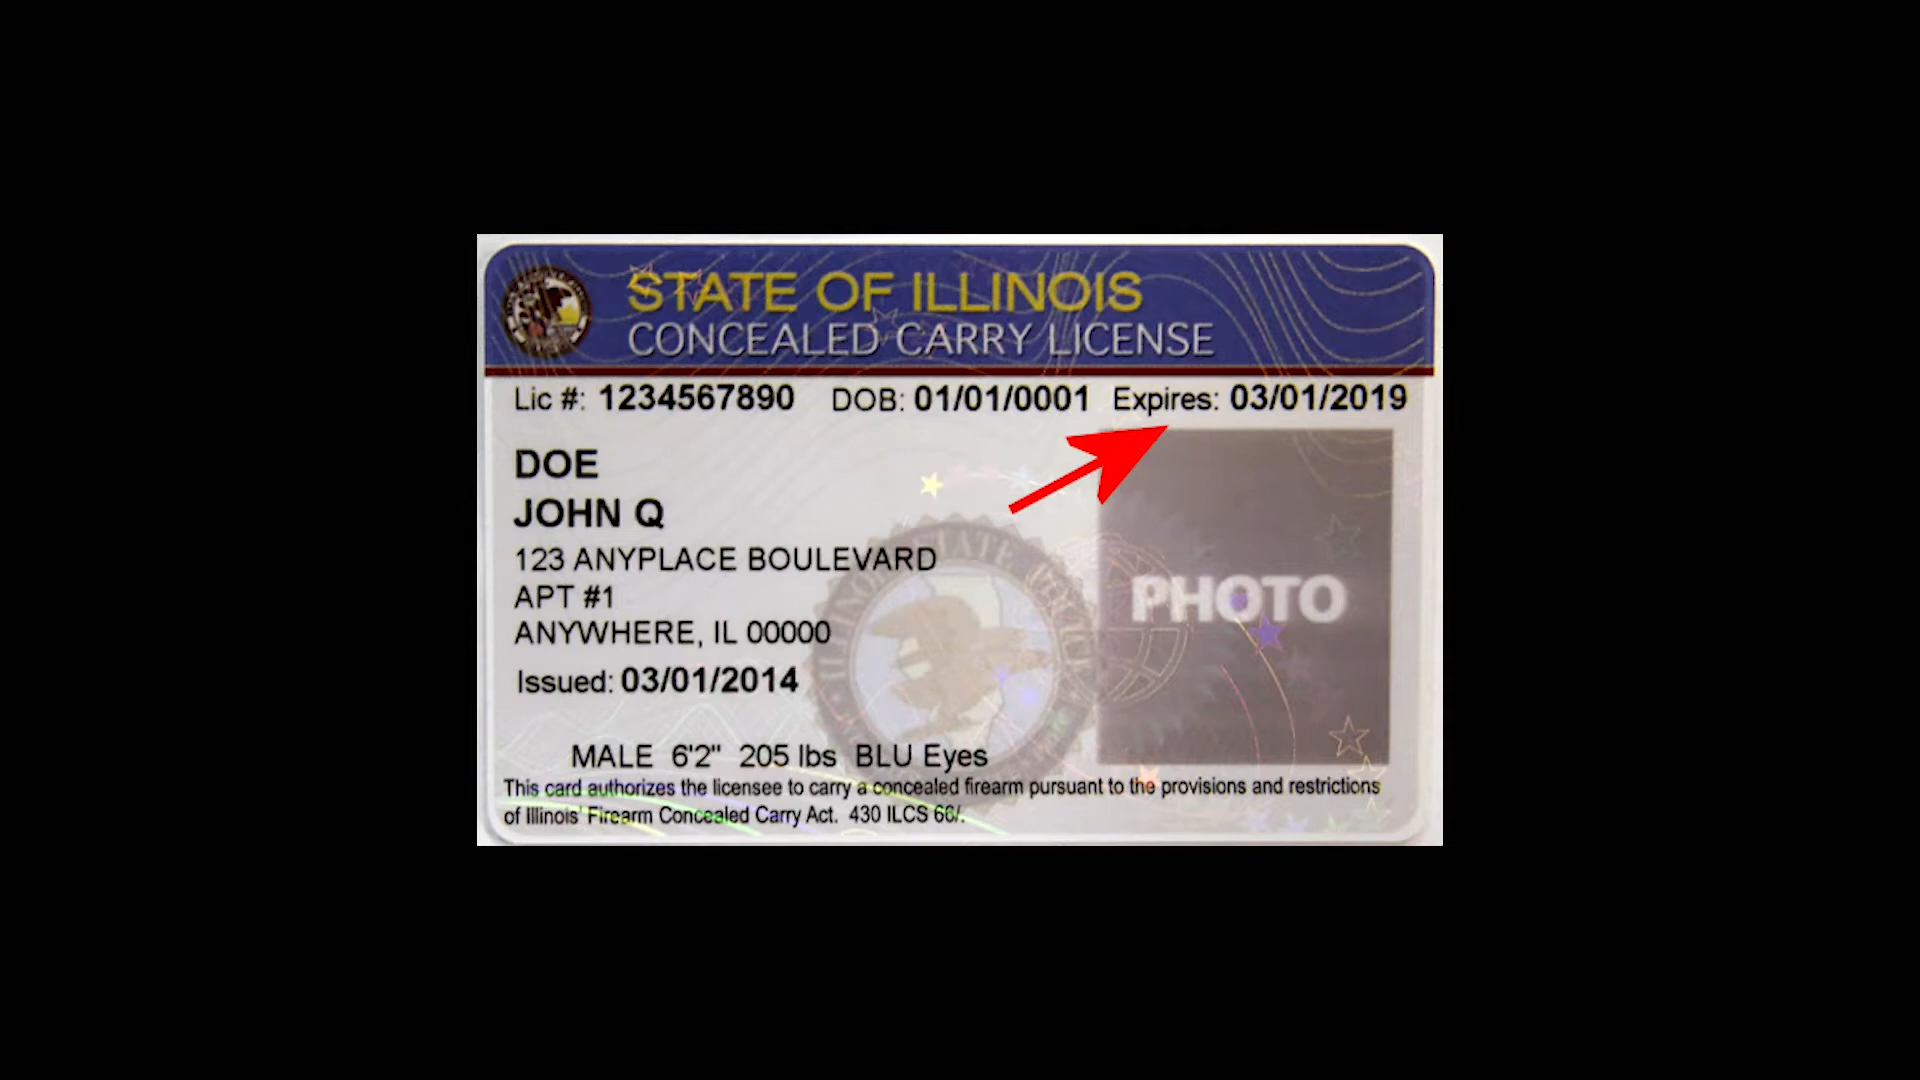 STATE OF ILLINOIS
CONCEALED CARRY LICENSE
Lic #: 1234567890 DOB: 01/01/0001 Expires: 03/01/2019
DOE
JOHN Q
123 ANYPLACE BOULEVARD
APT #1
ANYWHERE, IL 00000
Issued: 03/01/2014
PHOTO
MALE 6'2" 205 lbs BLU Eyes
This card authorizes the licensee to carry a concealed firearm pursuant to the provisions and restrictions
of Illinois' Firearm Concealed Carry Act. 430 ILCS 66/.